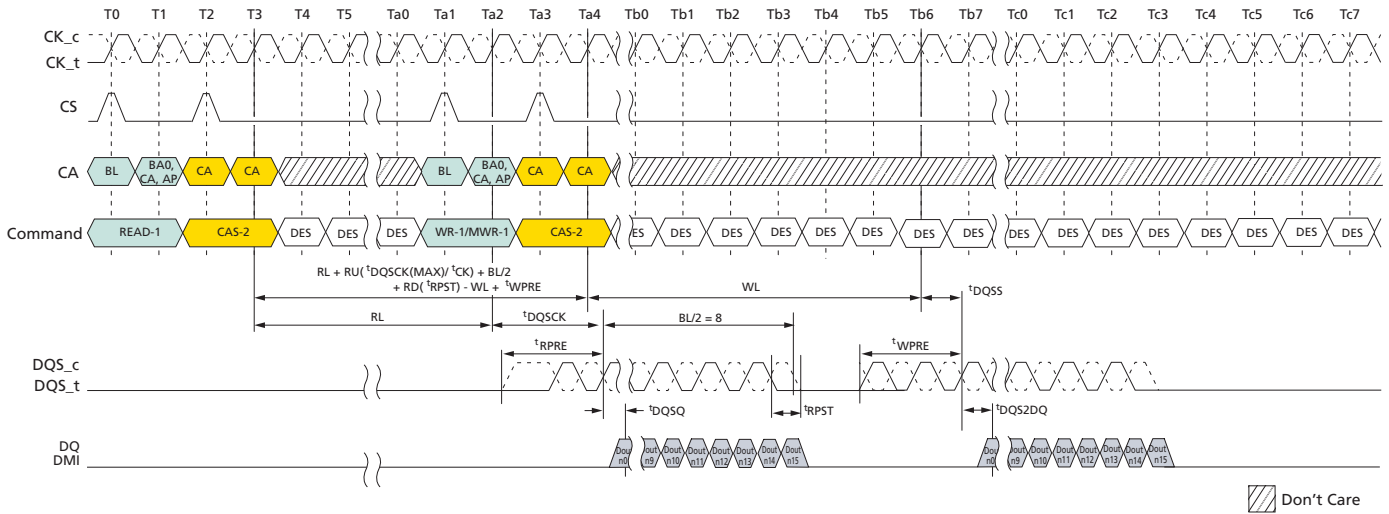 T0 T1 T2 T3 T4 T5 Ta0 Ta1 Ta2 Ta3 Ta4 Tb0 Tb1 Tb2 Tb3 Tb4 Tb5 Tb6 Tb7 Tc0 Tc1 Tc2 Tc3 Tc4 Tc5 Tc6 Tc7
CK_c
CK_t
CS
CA BL BA0, CA, AP CA CA BL BA0, CA, AP CA CA
Command READ-1 CAS-2 DES DES DES WR-1/MWR-1 CAS-2 ES DES DES DES DES DES DES DES DES DES DES DES DES DES DES DES
RL + RU( tDQSCK(MAX)/ tCK) + BL/2
+ RD( tRPST) - WL + tWPRE
WL
tDQSS
RL
tDQSCK
BL/2 = 8
tRPRE
tWPRE
DQS_c
DQS_t
tDQSQ
tRPST
tDQS2DQ
DQ
DMI
Dout n0 Dout n9 Dout n10 Dout n11 Dout n12 Dout n13 Dout n14 Dout n15
Dout n0 Dout n9 Dout n10 Dout n11 Dout n12 Dout n13 Dout n14 Dout n15
Don't Care